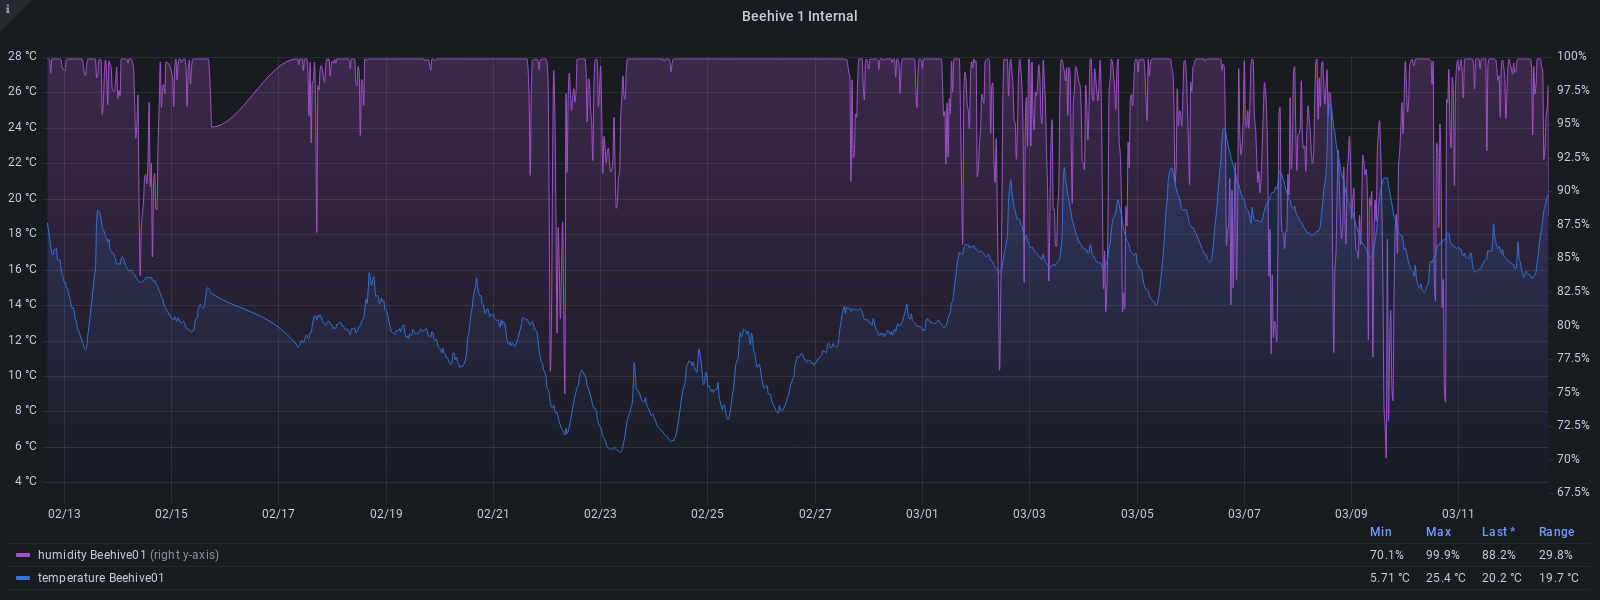 i
Beehive 1 Internal
28 °C 100%
26 °C 97.5%
24 °C 95%
22 °C 92.5%
20 °C 90%
18 °C 87.5%
16 °C 85%
14 °C 82.5%
12 °C 80%
10 °C 77.5%
8 °C 75%
6 °C 72.5%
4 °C 70%
67.5%
02/13 02/15 02/17 02/19 02/21 02/23 02/25 02/27 03/01 03/03 03/05 03/07 03/09 03/11
Min Max Last * Range
humidity Beehive01 (right y-axis) 70.1% 99.9% 88.2% 29.8%
temperature Beehive01 5.71 °C 25.4 °C 20.2 °C 19.7 °C